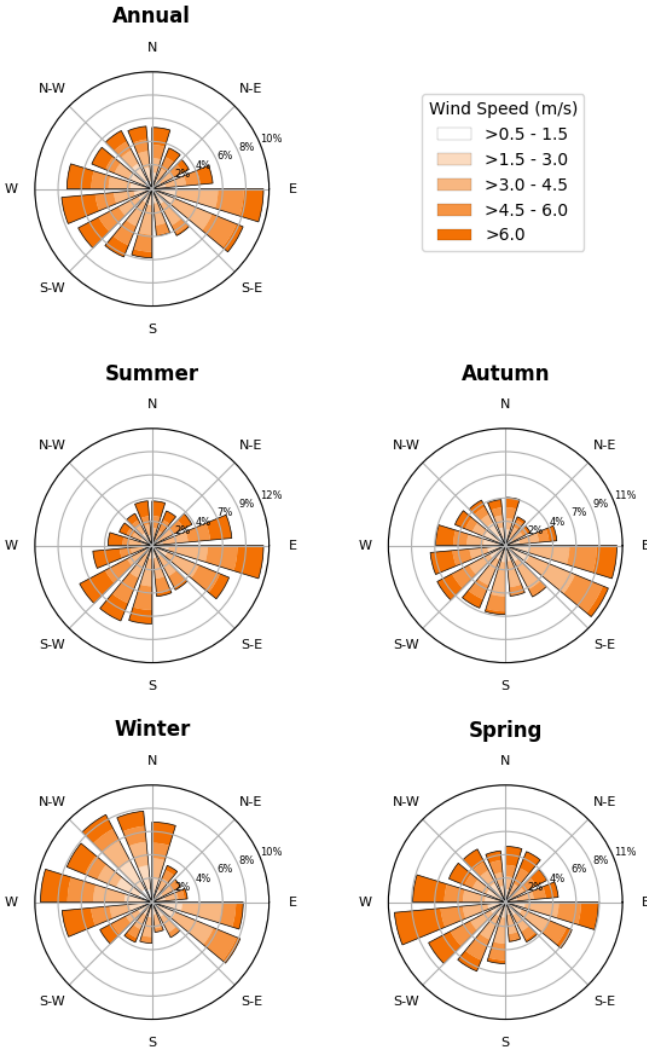 Annual
N
N-W
N-E
W
E
S-W
S-E
S
2%
4%
6%
8%
10%
Wind Speed (m/s)
>0.5 - 1.5
>1.5 - 3.0
>3.0 - 4.5
>4.5 - 6.0
>6.0
Summer
N
N-W
N-E
W
E
S-W
S-E
S
2%
4%
7%
9%
12%
Autumn
N
N-W
N-E
W
E
S-W
S-E
S
2%
4%
7%
9%
11%
Winter
N
N-W
N-E
W
E
S-W
S-E
S
2%
4%
6%
8%
10%
Spring
N
N-W
N-E
W
E
S-W
S-E
S
2%
4%
6%
8%
11%